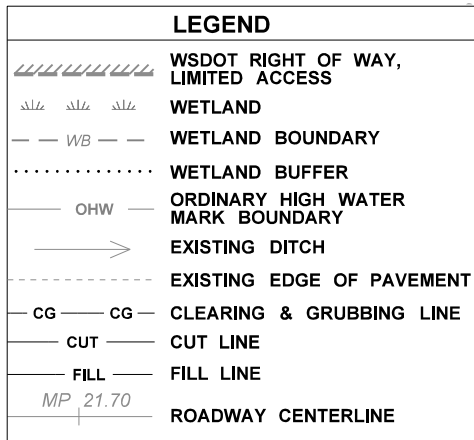 LEGEND
WSDOT RIGHT OF WAY,
LIMITED ACCESS
WETLAND
WB WETLAND BOUNDARY
WETLAND BUFFER
OHW ORDINARY HIGH WATER
MARK BOUNDARY
EXISTING DITCH
EXISTING EDGE OF PAVEMENT
CG CG CLEARING & GRUBBING LINE
CUT CUT LINE
FILL FILL LINE
MP 21.70
ROADWAY CENTERLINE